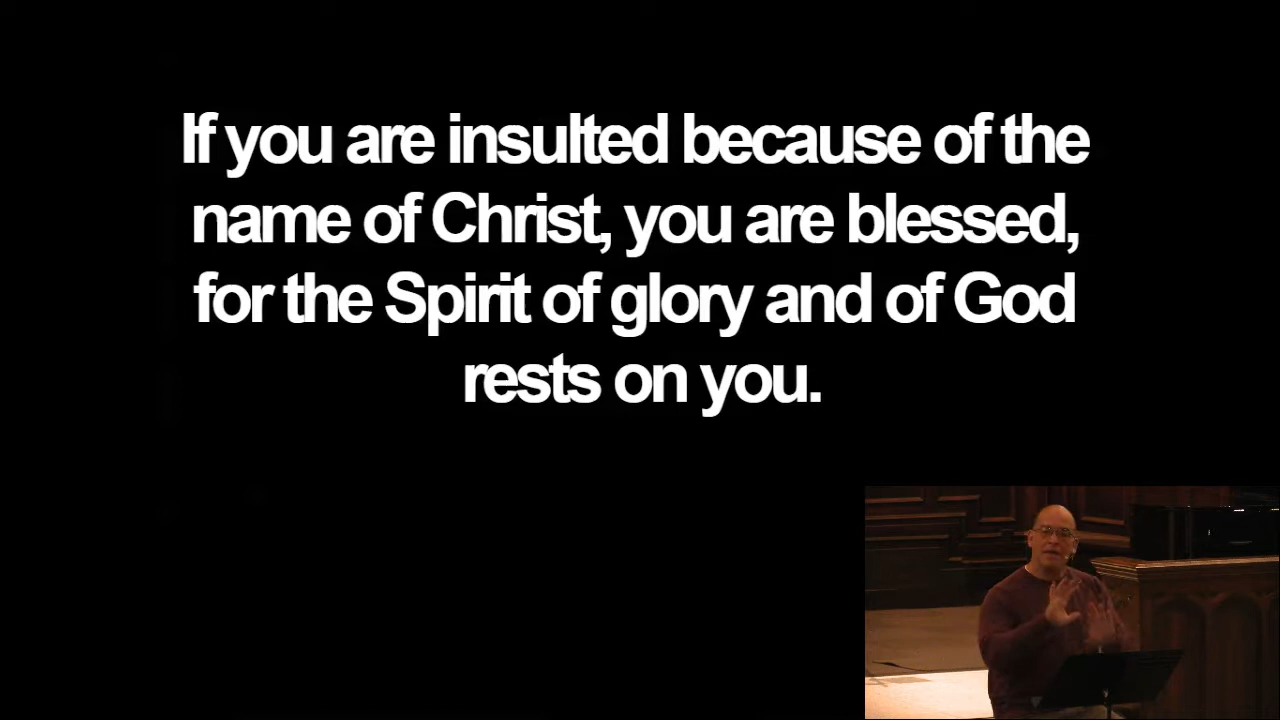 If you are insulted because of the
name of Christ, you are blessed,
for the Spirit of glory and of God
rests on you.